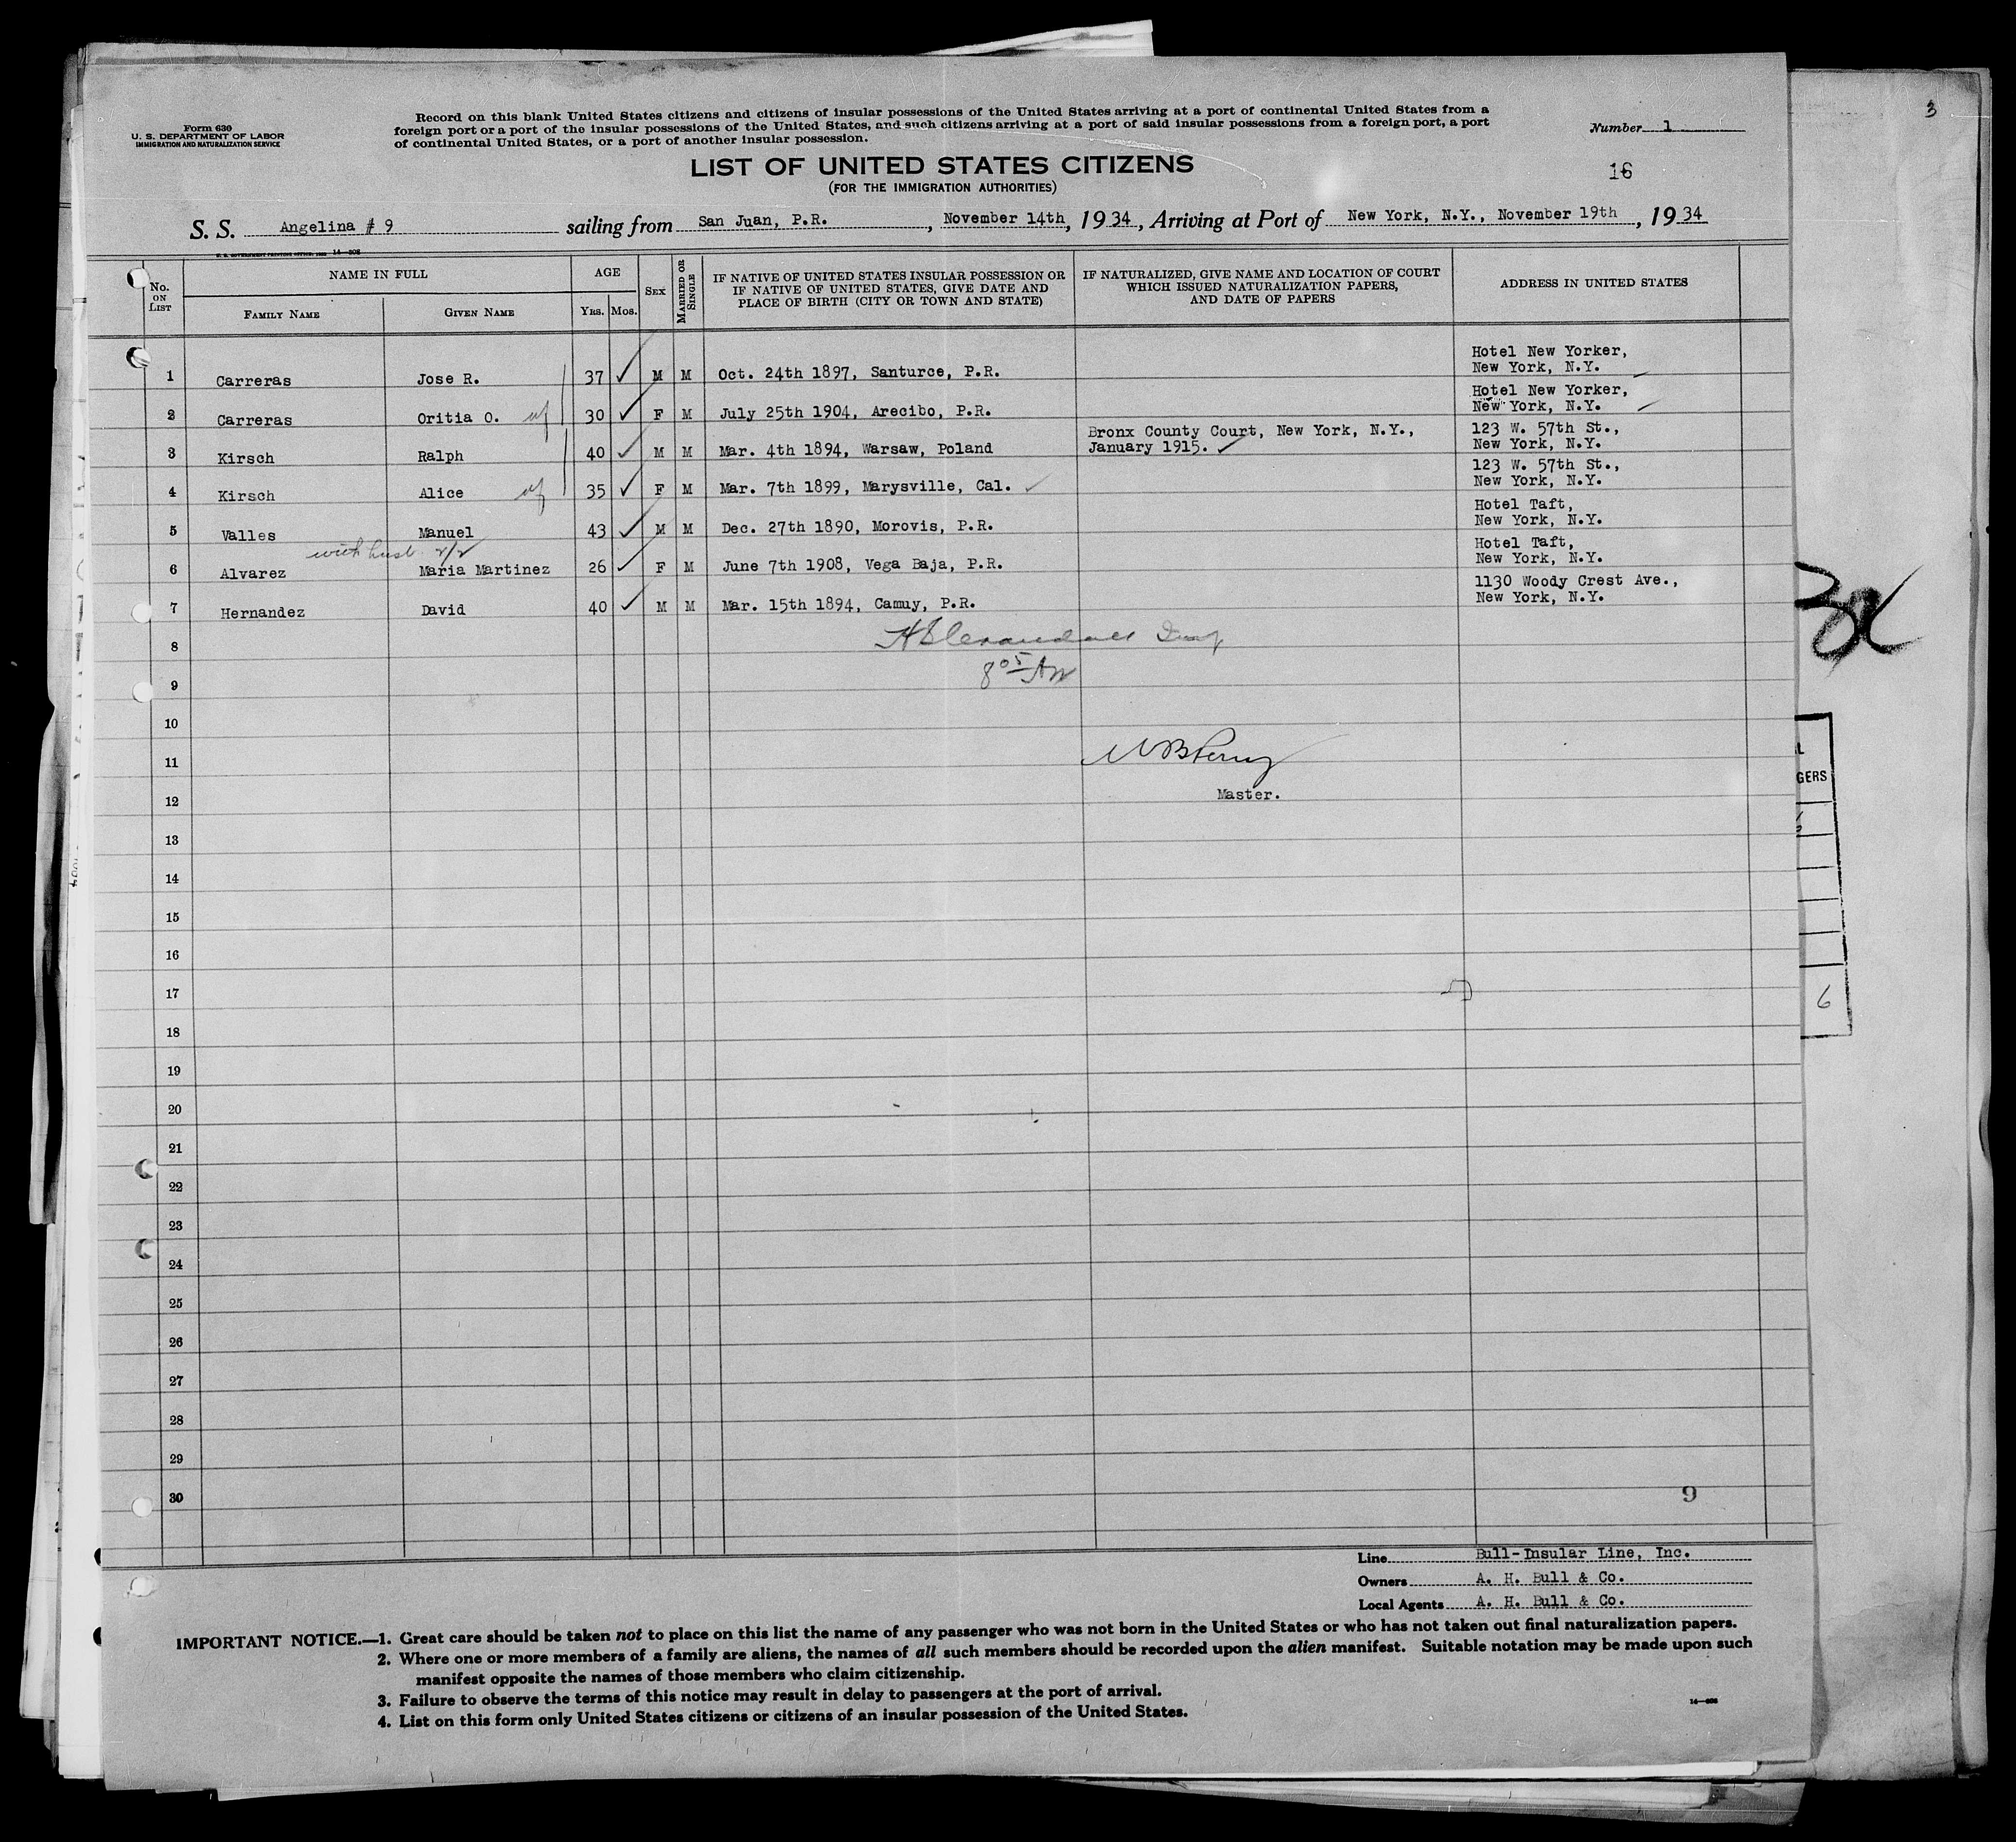 3
Form 630
U. S. DEPARTMENT OF LABOR
IMMIGRATION AND NATURALIZATION SERVICE
Record on this blank United States citizens and citizens of insular possessions of the United States arriving at a port of continental United States from a
foreign port or a port of the insular possessions of the United States, and such citizens arriving at a port of said insular possessions from a foreign port, a port
of continental United States, or a port of another insular possession.
Number 1
16
LIST OF UNITED STATES CITIZENS
(FOR THE IMMIGRATION AUTHORITIES)
S. S. Angelina # 9 sailing from San Juan, P.R. , November 14th, 1934, Arriving at Port of New York, N.Y., November 19th, 1934
No. ON LIST
NAME IN FULL
FAMILY NAME
GIVEN NAME
AGE
YRS. MOS.
SEX
MARRIED OR SINGLE
IF NATIVE OF UNITED STATES INSULAR POSSESSION OR
IF NATIVE OF UNITED STATES, GIVE DATE AND
PLACE OF BIRTH (CITY OR TOWN AND STATE)
IF NATURALIZED, GIVE NAME AND LOCATION OF COURT
WHICH ISSUED NATURALIZATION PAPERS,
AND DATE OF PAPERS
ADDRESS IN UNITED STATES
1 Carreras Jose R. 37 M M Oct. 24th 1897, Santurce, P.R. Hotel New Yorker,
New York, N.Y.
2 Carreras Oritia O. wf 30 F M July 25th 1904, Arecibo, P.R. Hotel New Yorker,
New York, N.Y.
3 Kirsch Ralph 40 M M Mar. 4th 1894, Warsaw, Poland Bronx County Court, New York, N.Y.,
January 1915. 123 W. 57th St.,
New York, N.Y.
4 Kirsch Alice wf 35 F M Mar. 7th 1899, Marysville, Cal. 123 W. 57th St.,
New York, N.Y.
5 Valles Manuel 43 M M Dec. 27th 1890, Morovis, P.R. Hotel Taft,
New York, N.Y.
with husb
6 Alvarez Maria Martinez 26 F M June 7th 1908, Vega Baja, P.R. Hotel Taft,
New York, N.Y.
7 Hernandez David 40 M M Mar. 15th 1894, Camuy, P.R. 1130 Woody Crest Ave.,
New York, N.Y.
8
8 05 AM
9
10
11
Master.
12
13
14
15
16
17
18
19
20
21
22
23
24
25
26
27
28
29
30
9
GERS
6
Line Bull-Insular Line, Inc.
Owners A. H. Bull & Co.
Local Agents A. H. Bull & Co.
IMPORTANT NOTICE.—1. Great care should be taken not to place on this list the name of any passenger who was not born in the United States or who has not taken out final naturalization papers.
2. Where one or more members of a family are aliens, the names of all such members should be recorded upon the alien manifest. Suitable notation may be made upon such
manifest opposite the names of those members who claim citizenship.
3. Failure to observe the terms of this notice may result in delay to passengers at the port of arrival.
4. List on this form only United States citizens or citizens of an insular possession of the United States.